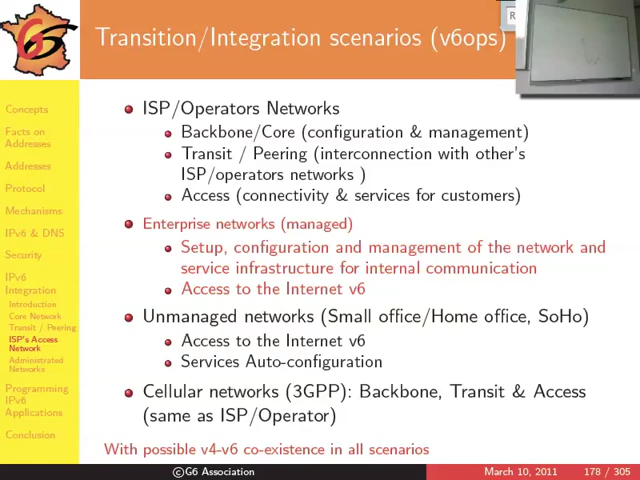 Transition/Integration scenarios (v6ops)
R
G6
Concepts
Facts on
Addresses
Addresses
Protocol
Mechanisms
IPv6 & DNS
Security
IPv6
Integration
Introduction
Core Network
Transit / Peering
ISP's Access
Network
Administrated
Networks
Programming
IPv6
Applications
Conclusion
ISP/Operators Networks
Backbone/Core (configuration & management)
Transit / Peering (interconnection with other's
ISP/operators networks )
Access (connectivity & services for customers)
Enterprise networks (managed)
Setup, configuration and management of the network and
service infrastructure for internal communication
Access to the Internet v6
Unmanaged networks (Small office/Home office, SoHo)
Access to the Internet v6
Services Auto-configuration
Cellular networks (3GPP): Backbone, Transit & Access
(same as ISP/Operator)
With possible v4-v6 co-existence in all scenarios
©G6 Association
March 10, 2011
178 / 305